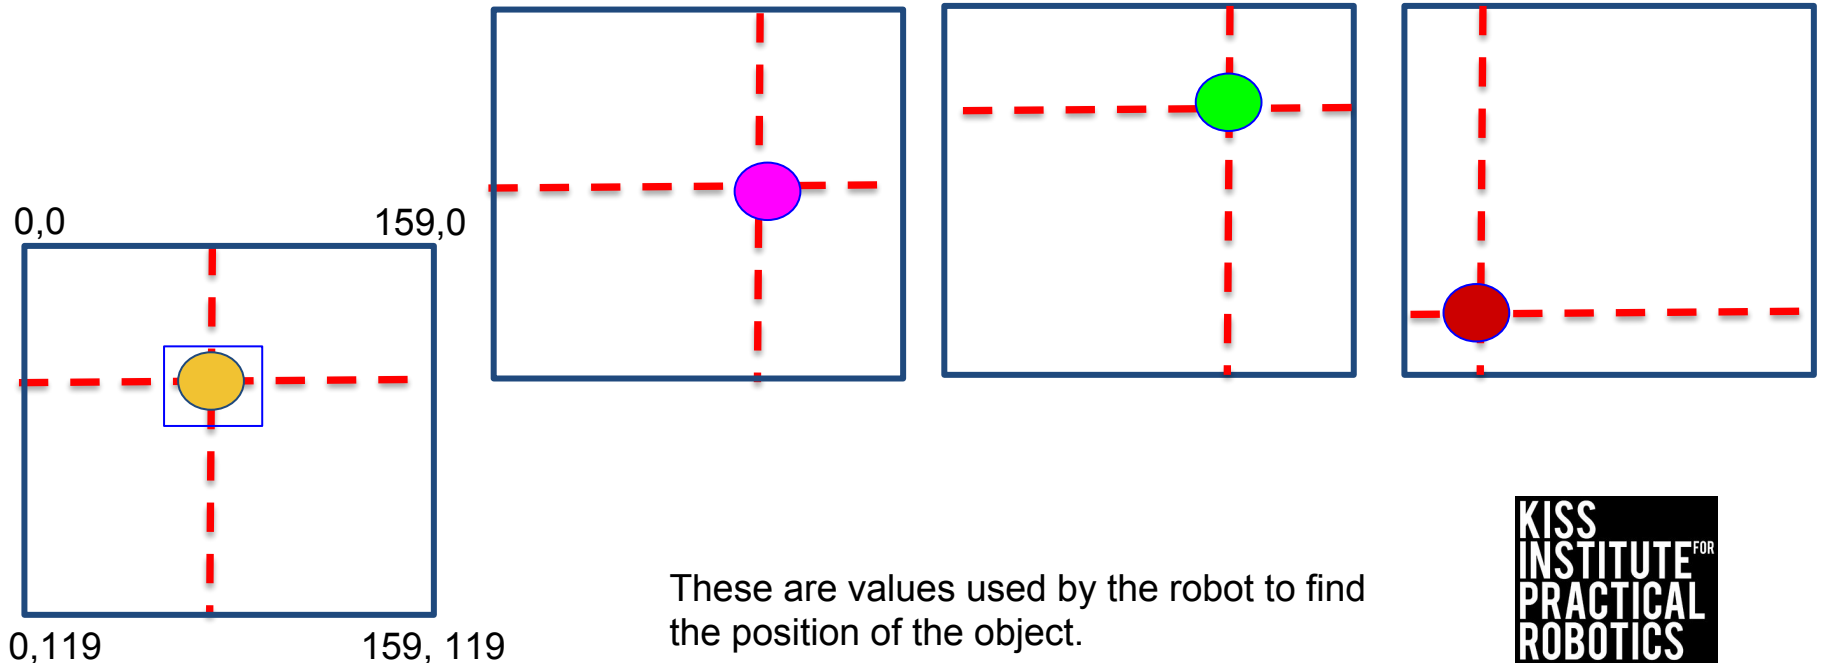 0,0
159,0
0,119
159, 119
These are values used by the robot to find
the position of the object.
KISS
INSTITUTE FOR
PRACTICAL
ROBOTICS